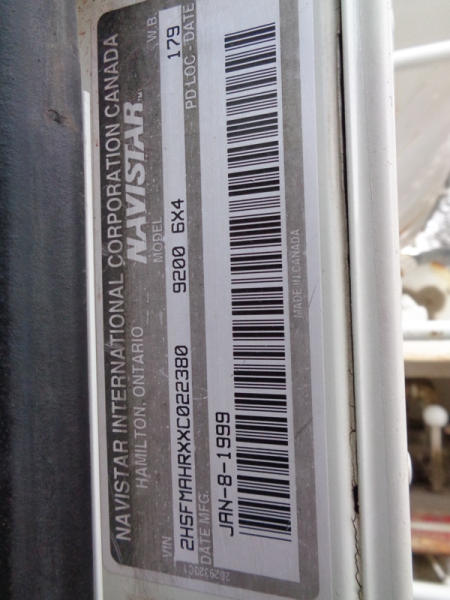 NAVISTAR INTERNATIONAL CORPORATION CANADA
HAMILTON, ONTARIO
NAVISTAR™
VIN MODEL W.B.
2HSFMAHRXXC022380 9200 6X4 179
DATE MFG. PD LOC - DATE
JAN-8-1999
MADE IN CANADA